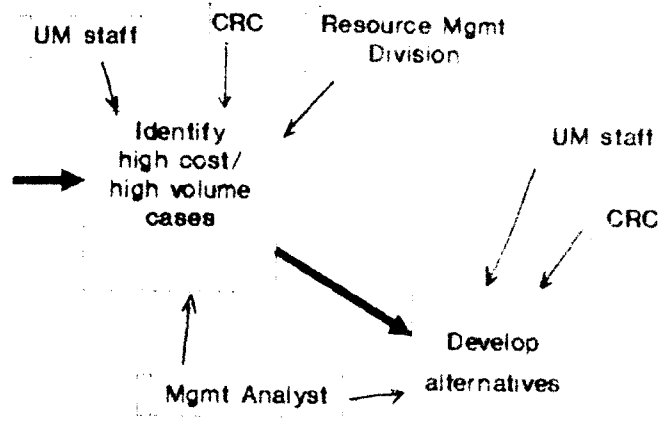 UM staff
CRC
Resource Mgmt
Division
Identify
high cost/
high volume
cases
UM staff
CRC
Develop
alternatives
Mgmt Analyst